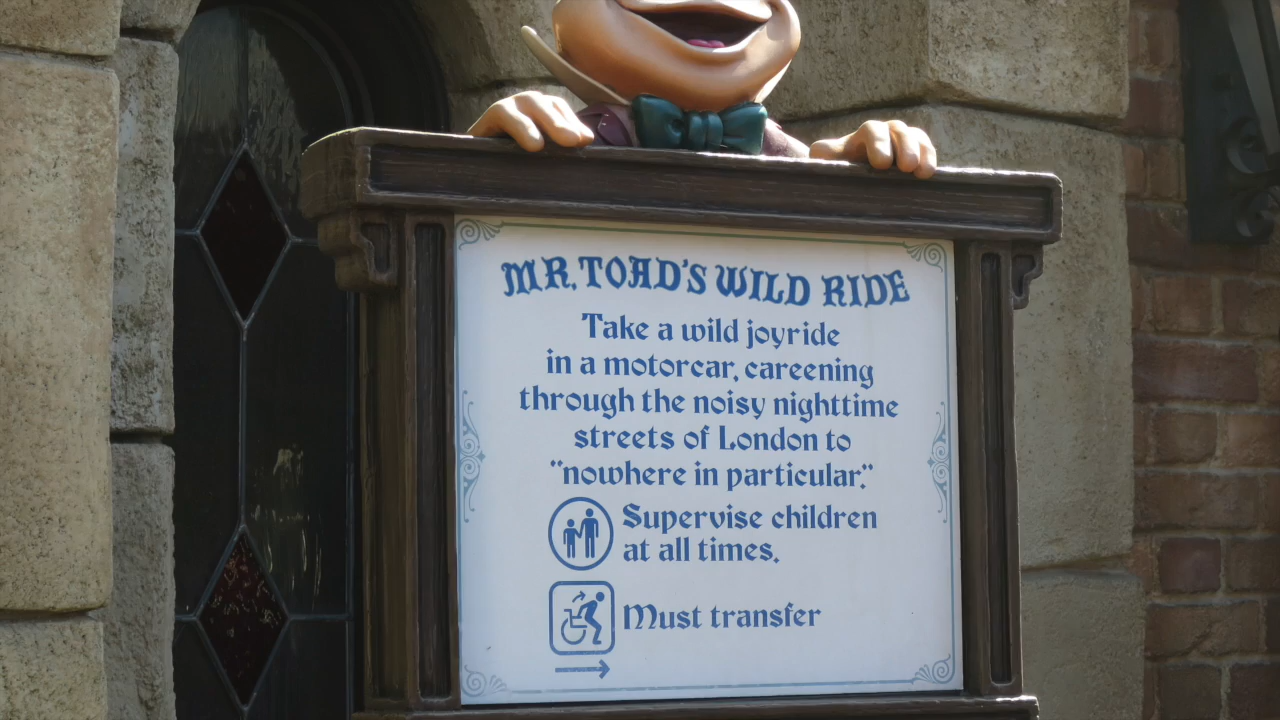 MR. TOAD'S WILD RIDE
Take a wild joyride
in a motorcar, careening
through the noisy nighttime
streets of London to
"nowhere in particular."
Supervise children
at all times.
Must transfer